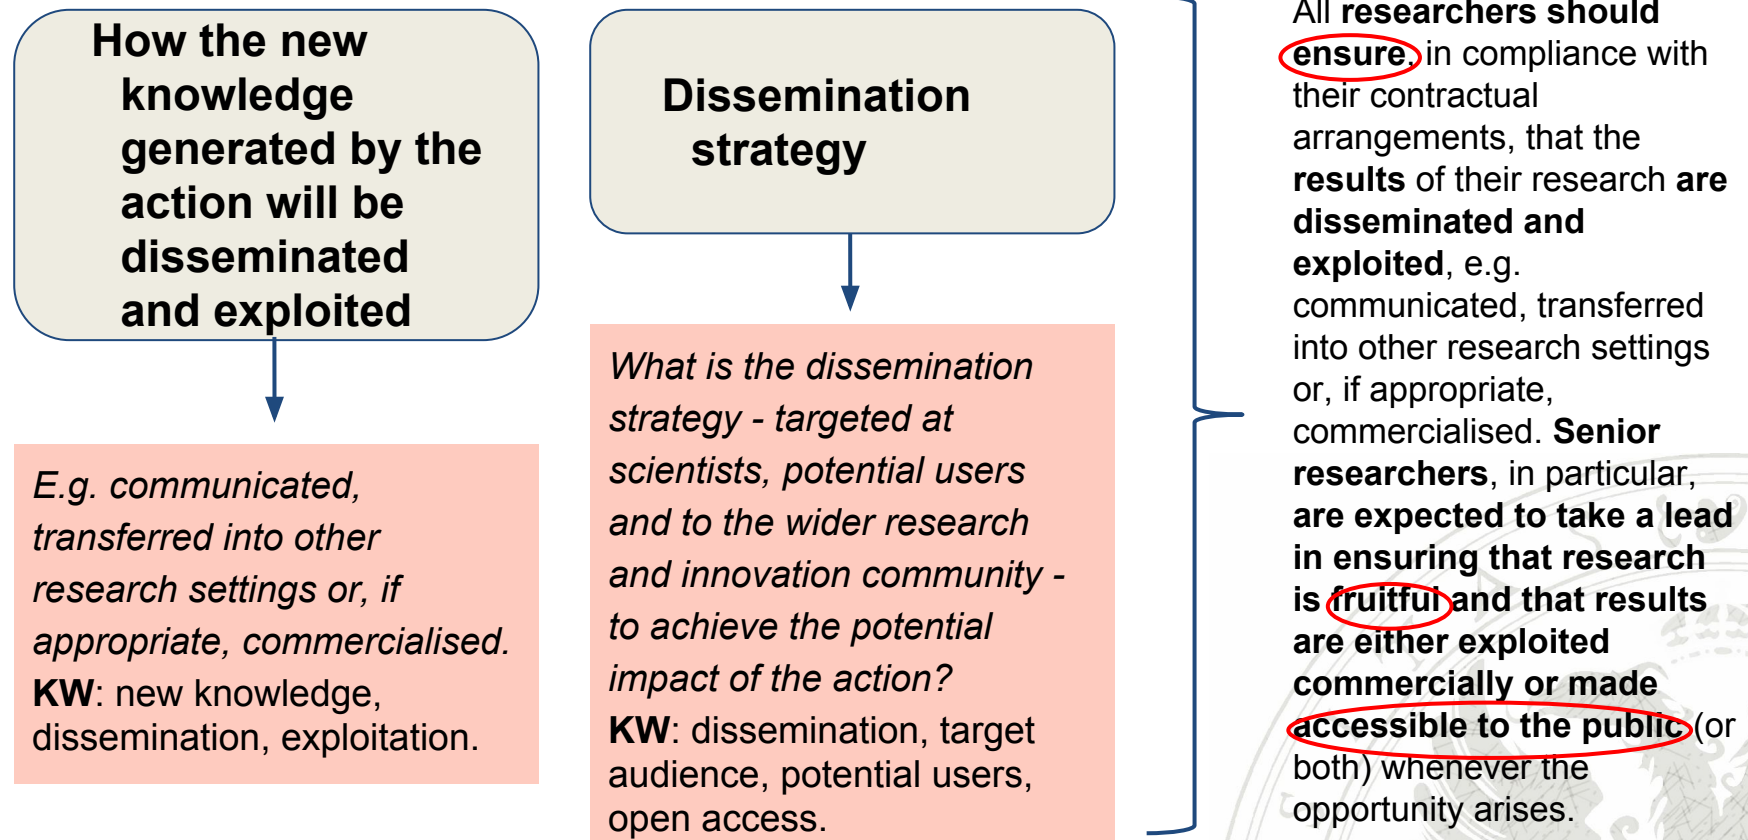 How the new
knowledge
generated by the
action will be
disseminated
and exploited
E.g. communicated,
transferred into other
research settings or, if
appropriate, commercialised.
KW: new knowledge,
dissemination, exploitation.
Dissemination
strategy
What is the dissemination
strategy - targeted at
scientists, potential users
and to the wider research
and innovation community -
to achieve the potential
impact of the action?
KW: dissemination, target
audience, potential users,
open access.
All researchers should
ensure, in compliance with
their contractual
arrangements, that the
results of their research are
disseminated and
exploited, e.g.
communicated, transferred
into other research settings
or, if appropriate,
commercialised. Senior
researchers, in particular,
are expected to take a lead
in ensuring that research
is fruitful and that results
are either exploited
commercially or made
accessible to the public (or
both) whenever the
opportunity arises.